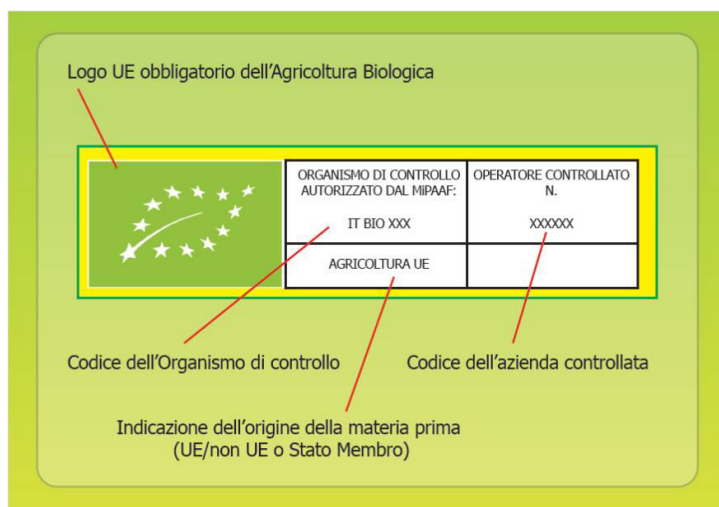 Logo UE obbligatorio dell'Agricoltura Biologica
ORGANISMO DI CONTROLLO
AUTORIZZATO DAL MiPAAF:
IT BIO XXX
OPERATORE CONTROLLATO
N.
XXXXXX
AGRICOLTURA UE
Codice dell'Organismo di controllo
Codice dell'azienda controllata
Indicazione dell'origine della materia prima
(UE/non UE o Stato Membro)